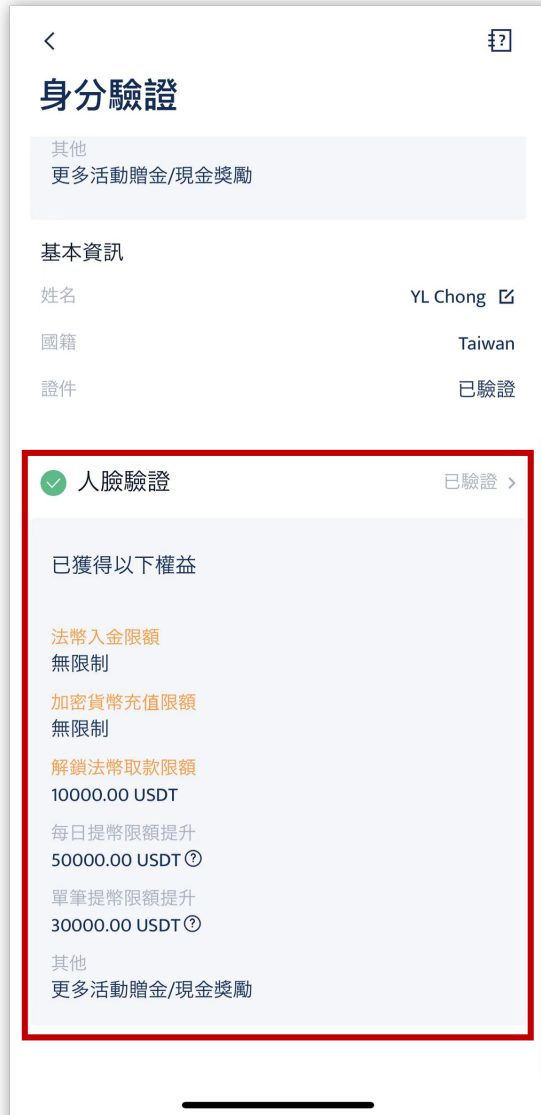 身分驗證
其他
更多活動贈金/現金獎勵
基本資訊
姓名 YL Chong
國籍 Taiwan
證件 已驗證
人臉驗證 已驗證
已獲得以下權益
法幣入金限額
無限制
加密貨幣充值限額
無限制
解鎖法幣取款限額
10000.00 USDT
每日提幣限額提升
50000.00 USDT
單筆提幣限額提升
30000.00 USDT
其他
更多活動贈金/現金獎勵